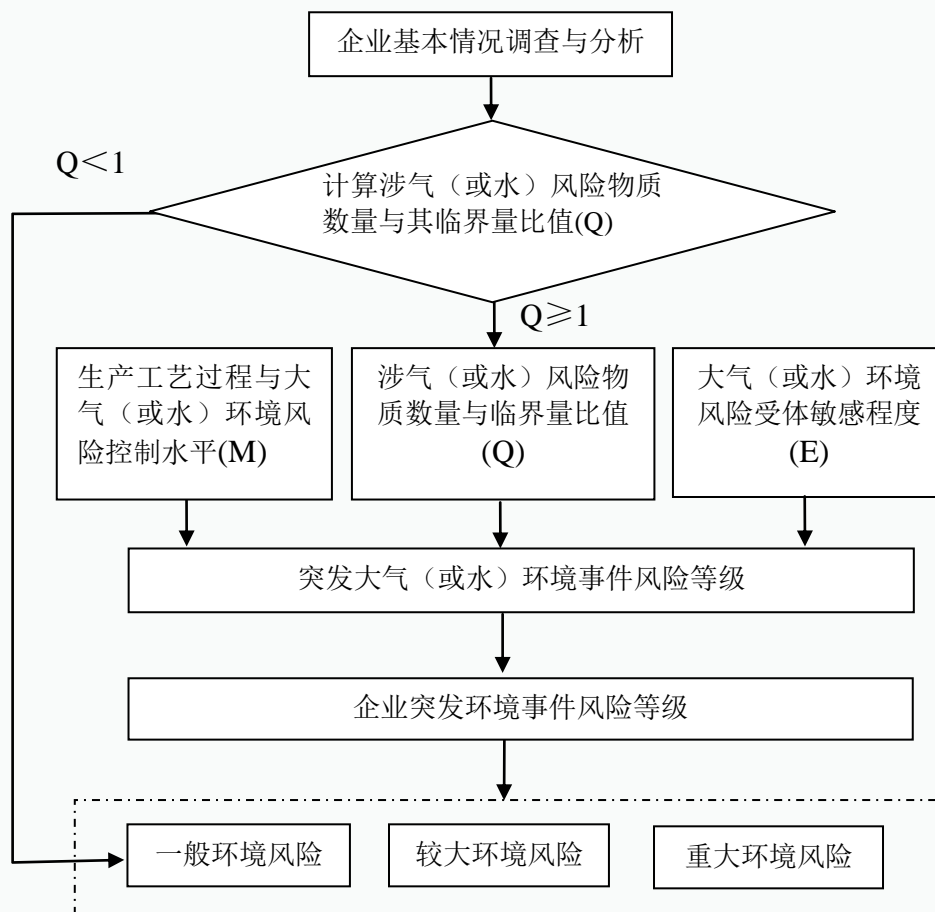 企业基本情况调查与分析
Q＜1
计算涉气（或水）风险物质
数量与其临界量比值(Q)
Q≥1
生产工艺过程与大
气（或水）环境风
险控制水平(M)
涉气（或水）风险物
质数量与临界量比值
(Q)
大气（或水）环境
风险受体敏感程度
(E)
突发大气（或水）环境事件风险等级
企业突发环境事件风险等级
一般环境风险
较大环境风险
重大环境风险